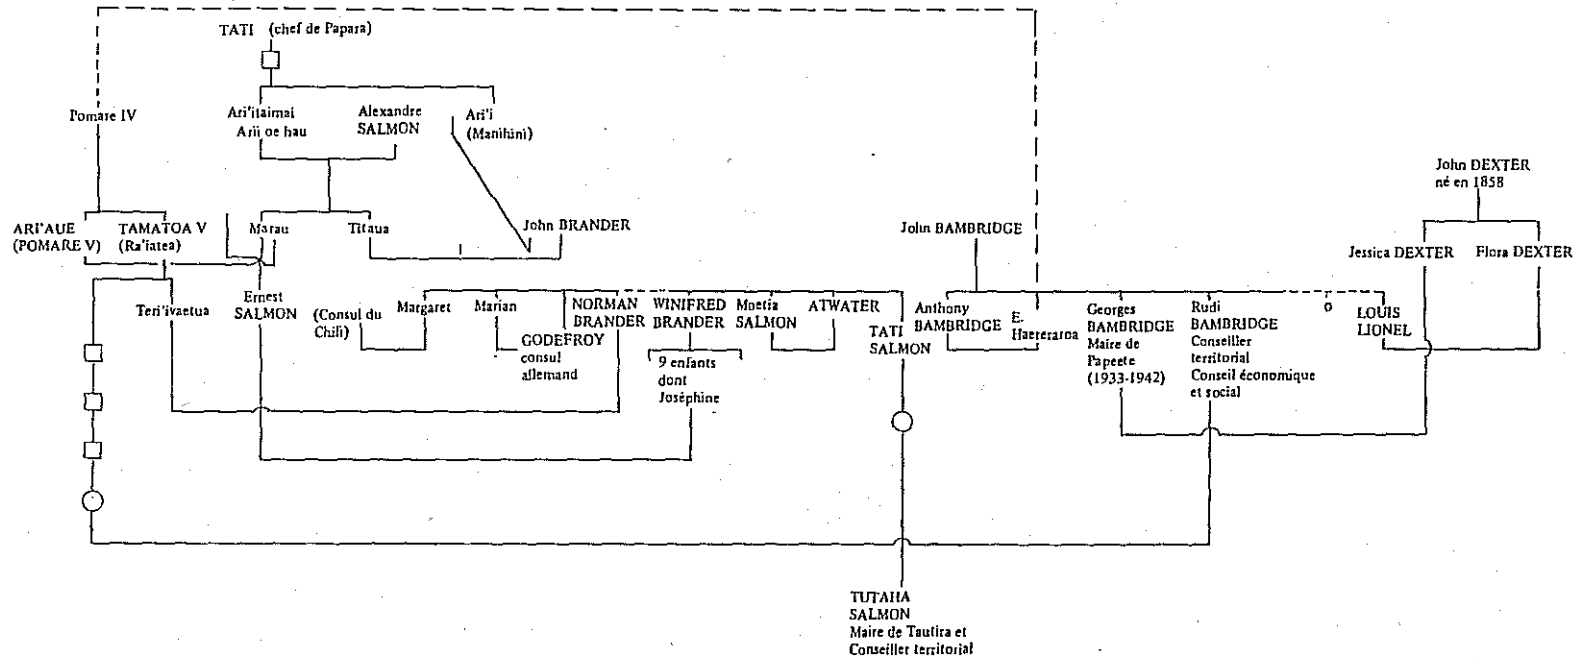 TATI (chef de Papara)
Pomare IV
Ari'itaimai
Arii oe hau
Alexandre
SALMON
Ari'i
(Manihini)
John DEXTER
né en 1858
ARI'AUE
(POMARE V)
TAMATOA V
(Ra'iatea)
Marau
Titaua
John BRANDER
John BAMBRIDGE
Jessica DEXTER
Flora DEXTER
Teri'ivaetua
Ernest
SALMON
(Consul du
Chili)
Margaret
Marian
GODEFROY
consul
allemand
NORMAN
BRANDER
WINIFRED
BRANDER
9 enfants
dont
Joséphine
Moetia
SALMON
ATWATER
TATI
SALMON
Anthony
BAMBRIDGE
E.
Haereraroa
Georges
BAMBRIDGE
Maire de
Papeete
(1933-1942)
Rudi
BAMBRIDGE
Conseiller
territorial
Conseil économique
et social
LOUIS
LIONEL
TUTAHA
SALMON
Maire de Tautira et
Conseiller territorial